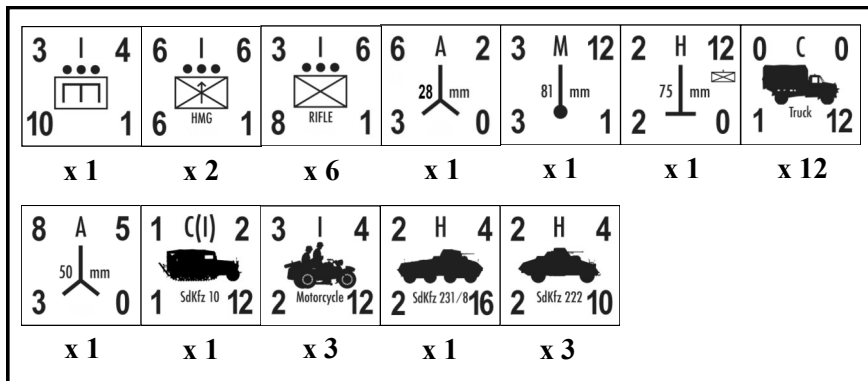 3 I 4 6 I 6 3 I 6 6 A 2 3 M 12 2 H 12 0 C 0
28 mm 81 mm 75 mm
HMG RIFLE Truck
10 1 6 1 8 1 3 0 3 1 2 0 1 12
x 1 x 2 x 6 x 1 x 1 x 1 x 12
8 A 5 1 C(I) 2 3 I 4 2 H 4 2 H 4
50 mm
SdKfz 10 Motorcycle SdKfz 231/8 SdKfz 222
3 0 1 12 2 12 2 16 2 10
x 1 x 1 x 3 x 1 x 3